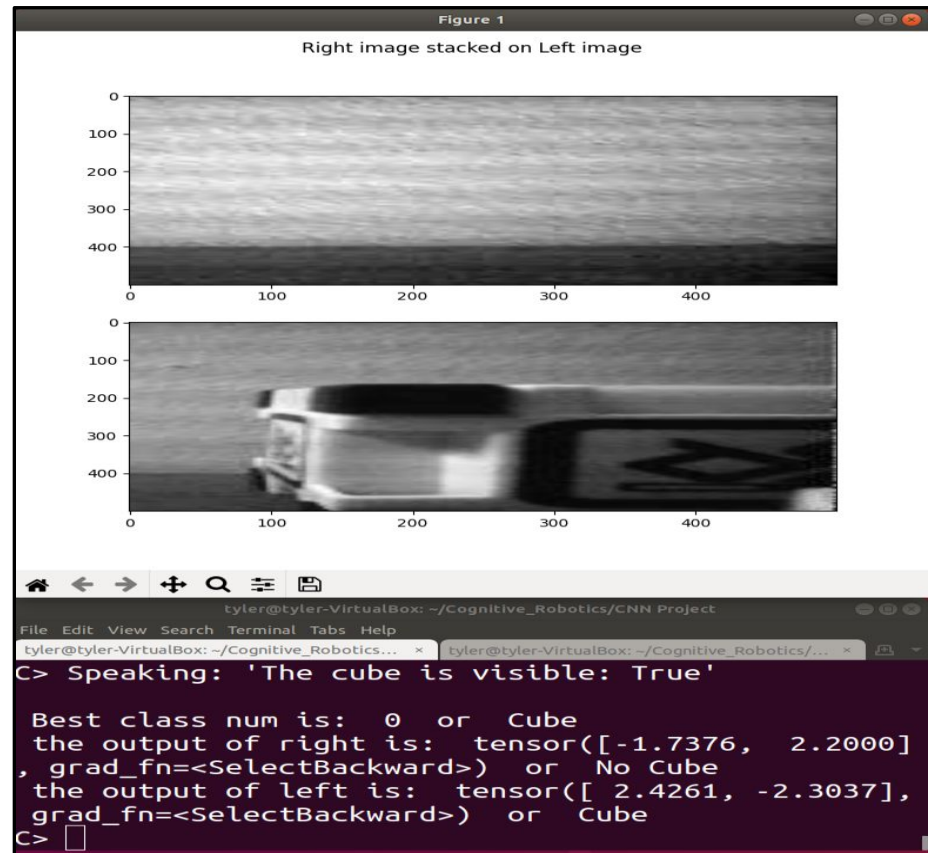 Figure 1
Right image stacked on Left image
0
100
200
300
400
0 100 200 300 400
0
100
200
300
400
0 100 200 300 400
tyler@tyler-VirtualBox: ~/Cognitive_Robotics/CNN Project
File Edit View Search Terminal Tabs Help
tyler@tyler-VirtualBox: ~/Cognitive_Robotics... × tyler@tyler-VirtualBox: ~/Cognitive_Robotics/... ×
C> Speaking: 'The cube is visible: True'
Best class num is: 0 or Cube
the output of right is: tensor([-1.7376, 2.2000]
, grad_fn=<SelectBackward>) or No Cube
the output of left is: tensor([ 2.4261, -2.3037],
grad_fn=<SelectBackward>) or Cube
C>